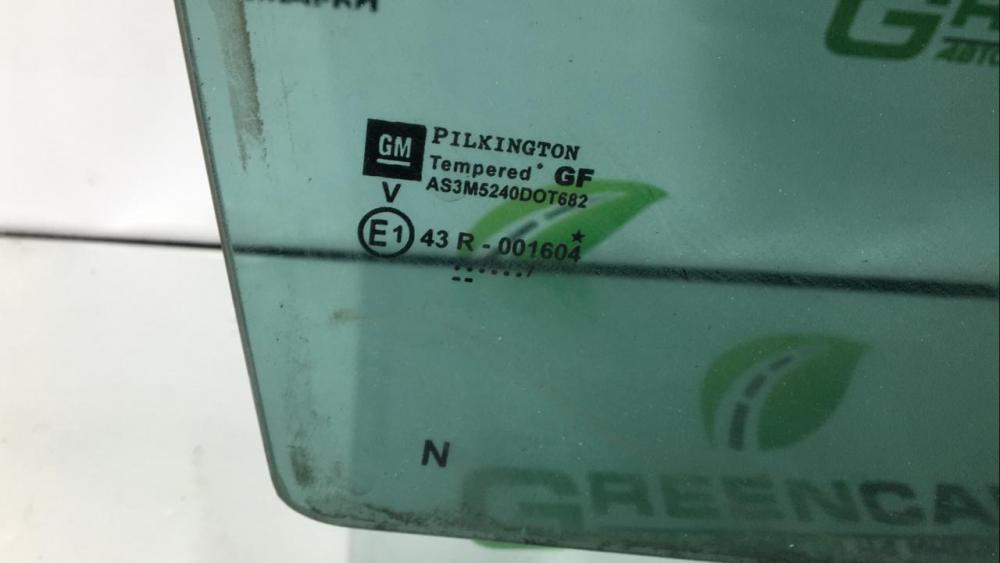 GM PILKINGTON
Tempered° GF
AS3M5240DOT682
V
E1 43 R - 001604
N
GREENCA